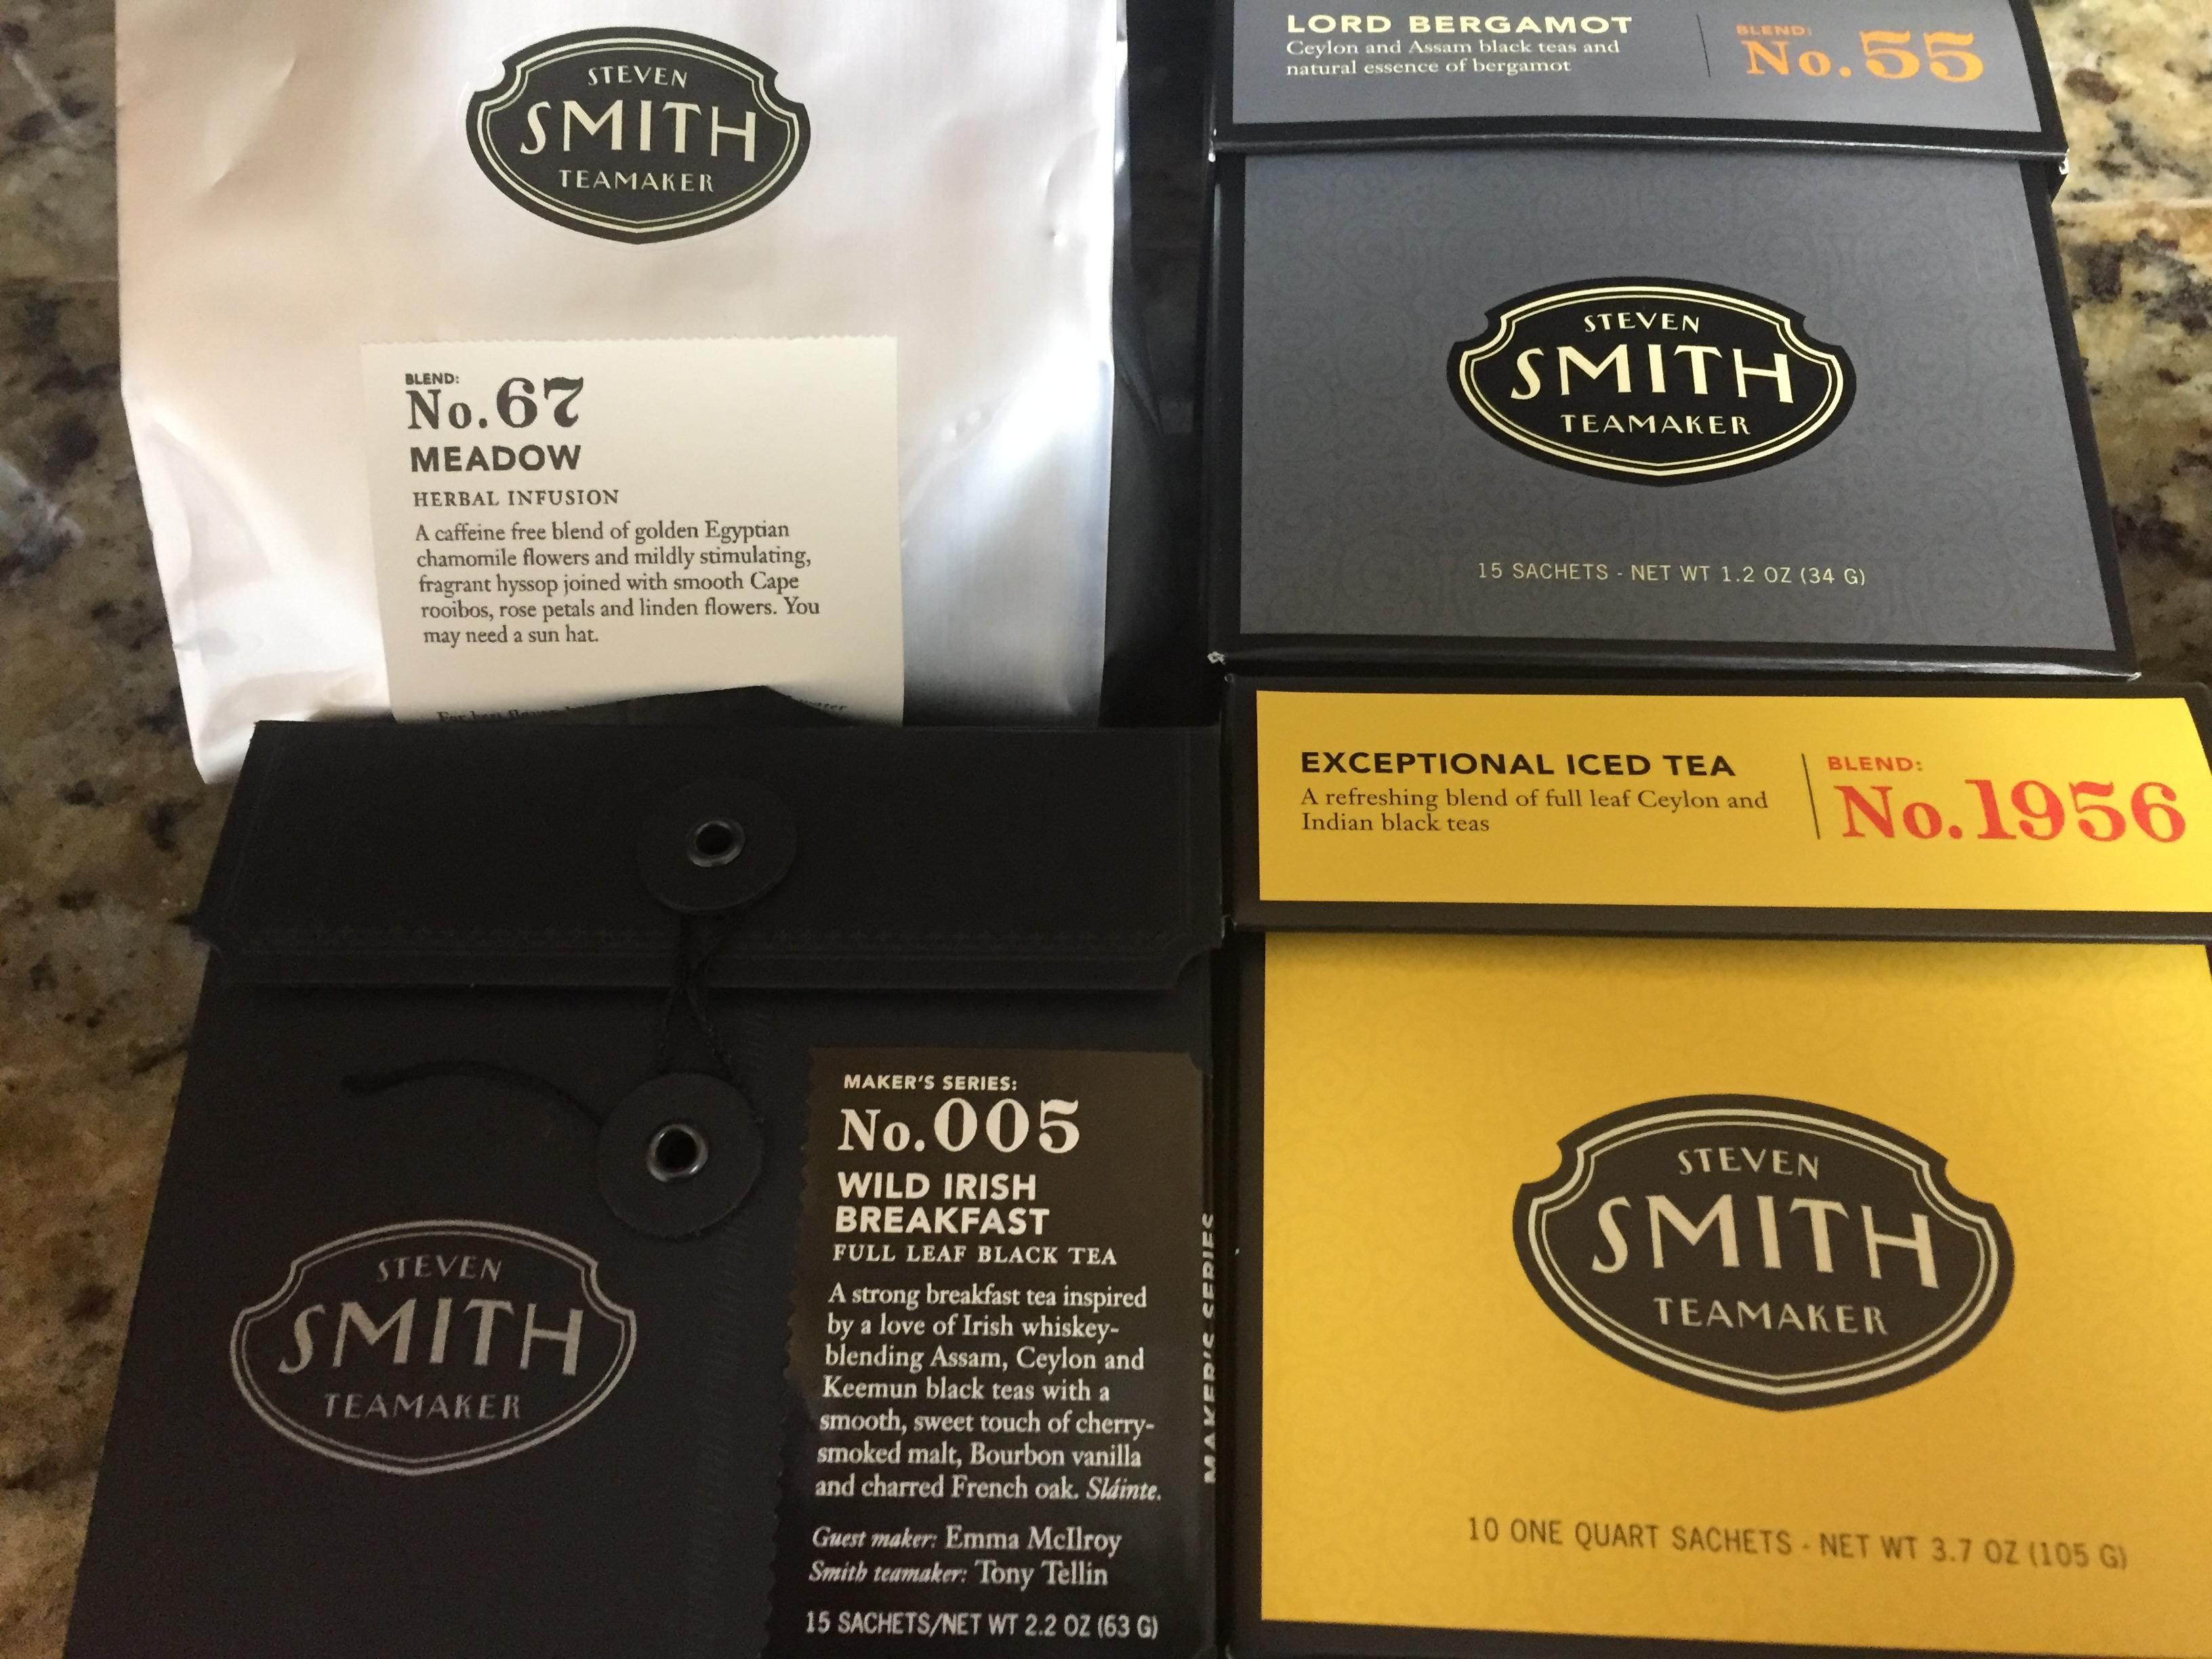 STEVEN
SMITH
TEAMAKER
BLEND:
No.67
MEADOW
HERBAL INFUSION
A caffeine free blend of golden Egyptian
chamomile flowers and mildly stimulating,
fragrant hyssop joined with smooth Cape
rooibos, rose petals and linden flowers. You
may need a sun hat.
For best
water
LORD BERGAMOT
Ceylon and Assam black teas and
natural essence of bergamot
BLEND:
No.55
STEVEN
SMITH
TEAMAKER
15 SACHETS - NET WT 1.2 OZ (34 G)
STEVEN
SMITH
TEAMAKER
MAKER'S SERIES:
No.005
WILD IRISH
BREAKFAST
FULL LEAF BLACK TEA
A strong breakfast tea inspired
by a love of Irish whiskey-
blending Assam, Ceylon and
Keemun black teas with a
smooth, sweet touch of cherry-
smoked malt, Bourbon vanilla
and charred French oak. Sláinte.
Guest maker: Emma McIlroy
Smith teamaker: Tony Tellin
15 SACHETS/NET WT 2.2 OZ (63 G)
MAKER'S SERIES
EXCEPTIONAL ICED TEA
A refreshing blend of full leaf Ceylon and
Indian black teas
BLEND:
No.1956
STEVEN
SMITH
TEAMAKER
10 ONE QUART SACHETS - NET WT 3.7 OZ (105 G)